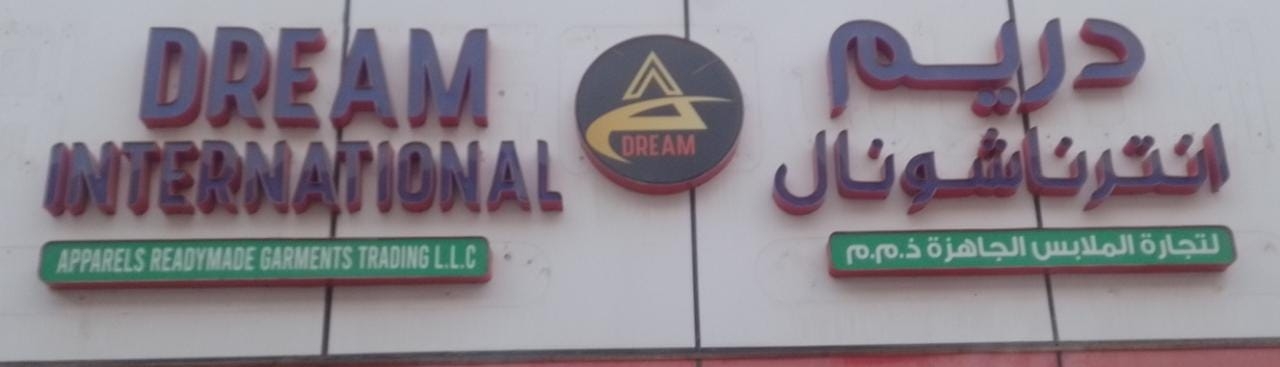 DREAM
INTERNATIONAL
APPARELS READYMADE GARMENTS TRADING L.L.C
DREAM
دريم
انترناشونال
لتجارة الملابس الجاهزة ذ.م.م